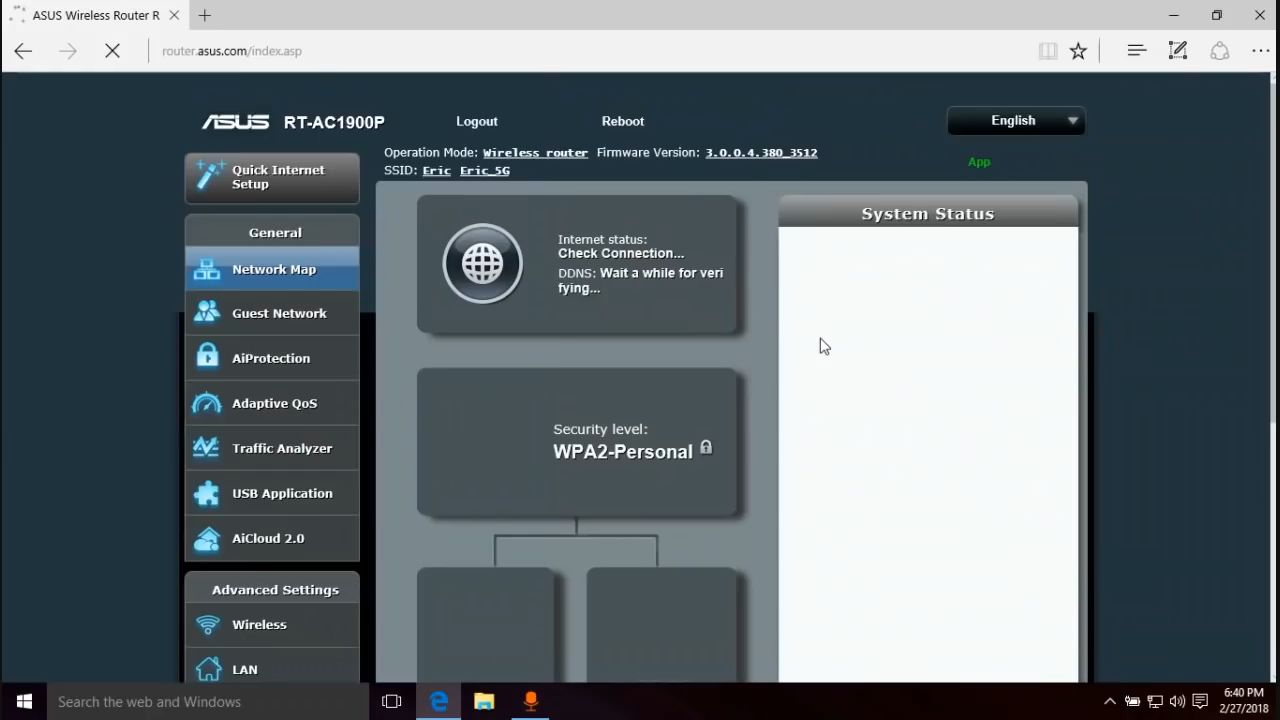 ASUS Wireless Router R
router.asus.com/index.asp
ASUS RT-AC1900P
Logout
Reboot
English
Operation Mode: Wireless router Firmware Version: 3.0.0.4.380_3512
SSID: Eric Eric_5G
App
Quick Internet
Setup
General
Network Map
Guest Network
AiProtection
Adaptive QoS
Traffic Analyzer
USB Application
AiCloud 2.0
Advanced Settings
Wireless
LAN
Internet status:
Check Connection...
DDNS: Wait a while for veri
fying...
Security level:
WPA2-Personal
System Status
Search the web and Windows
6:40 PM
2/27/2018